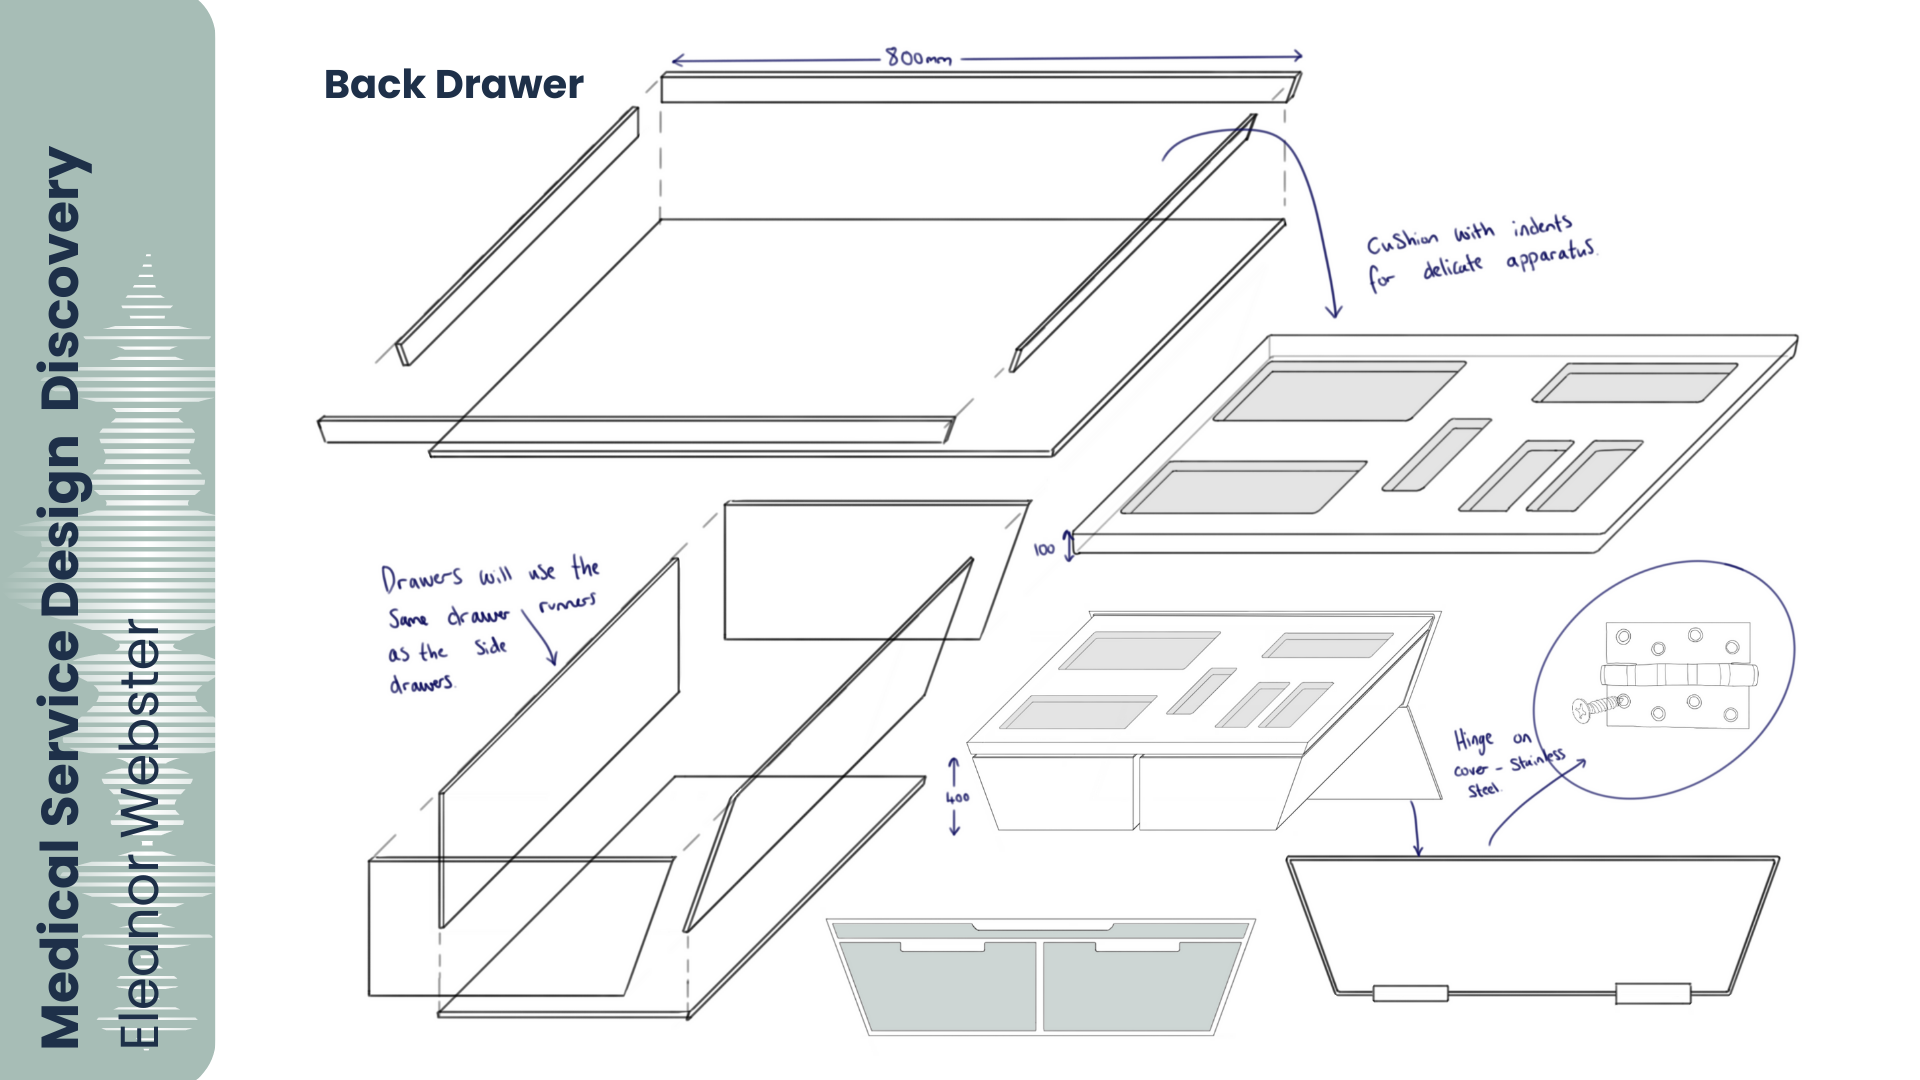 Medical Service Design Discovery
Eleanor Webster
Back Drawer
800mm
Cushion with indents
for delicate apparatus.
100
Drawers will use the
Same drawer runners
as the side
drawers.
400
Hinge on
cover - Stainless
Steel.